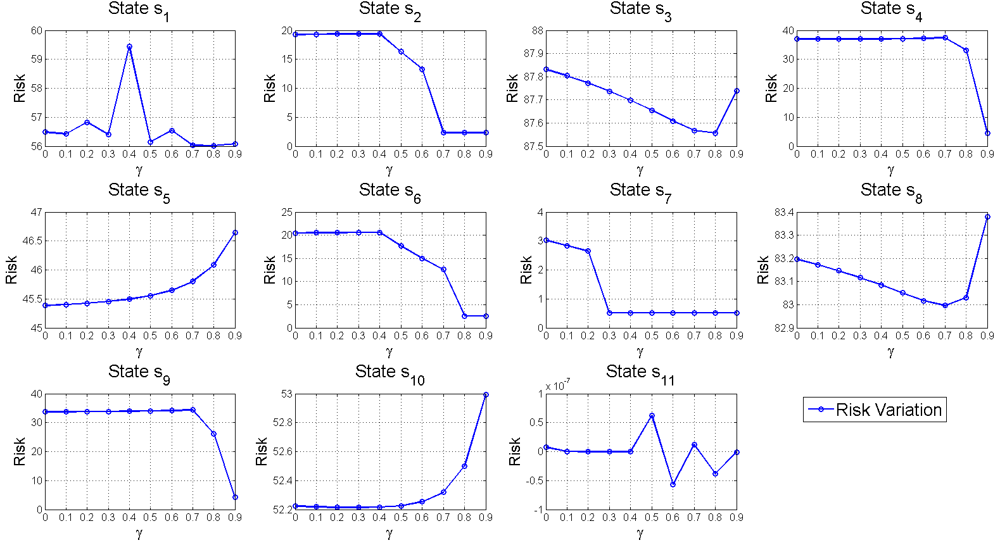 State s1
60
59
58
57
56
Risk
0 0.1 0.2 0.3 0.4 0.5 0.6 0.7 0.8 0.9
γ
State s2
20
15
10
5
0
Risk
0 0.1 0.2 0.3 0.4 0.5 0.6 0.7 0.8 0.9
γ
State s3
88
87.9
87.8
87.7
87.6
87.5
Risk
0 0.1 0.2 0.3 0.4 0.5 0.6 0.7 0.8 0.9
γ
State s4
40
30
20
10
0
Risk
0 0.1 0.2 0.3 0.4 0.5 0.6 0.7 0.8 0.9
γ
State s5
47
46.5
46
45.5
45
Risk
0 0.1 0.2 0.3 0.4 0.5 0.6 0.7 0.8 0.9
γ
State s6
25
20
15
10
5
0
Risk
0 0.1 0.2 0.3 0.4 0.5 0.6 0.7 0.8 0.9
γ
State s7
4
3
2
1
0
Risk
0 0.1 0.2 0.3 0.4 0.5 0.6 0.7 0.8 0.9
γ
State s8
83.4
83.3
83.2
83.1
83
82.9
Risk
0 0.1 0.2 0.3 0.4 0.5 0.6 0.7 0.8 0.9
γ
State s9
40
30
20
10
0
Risk
0 0.1 0.2 0.3 0.4 0.5 0.6 0.7 0.8 0.9
γ
State s10
53
52.8
52.6
52.4
52.2
Risk
0 0.1 0.2 0.3 0.4 0.5 0.6 0.7 0.8 0.9
γ
State s11
x 10-7
1
0.5
0
-0.5
-1
Risk
0 0.1 0.2 0.3 0.4 0.5 0.6 0.7 0.8 0.9
γ
Risk Variation